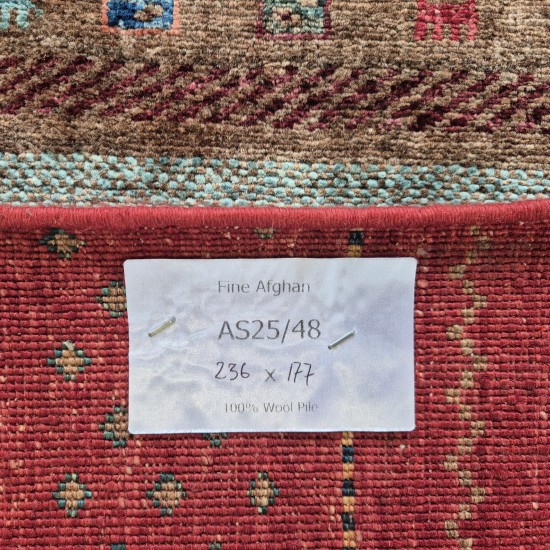 Fine Afghan
AS25/48
236 x 177
100% Wool Pile